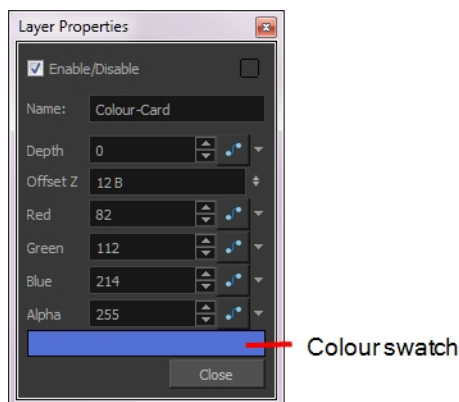 Layer Properties
Enable/Disable
Name: Colour-Card
Depth 0
Offset Z 12 B
Red 82
Green 112
Blue 214
Alpha 255
Colour swatch
Close